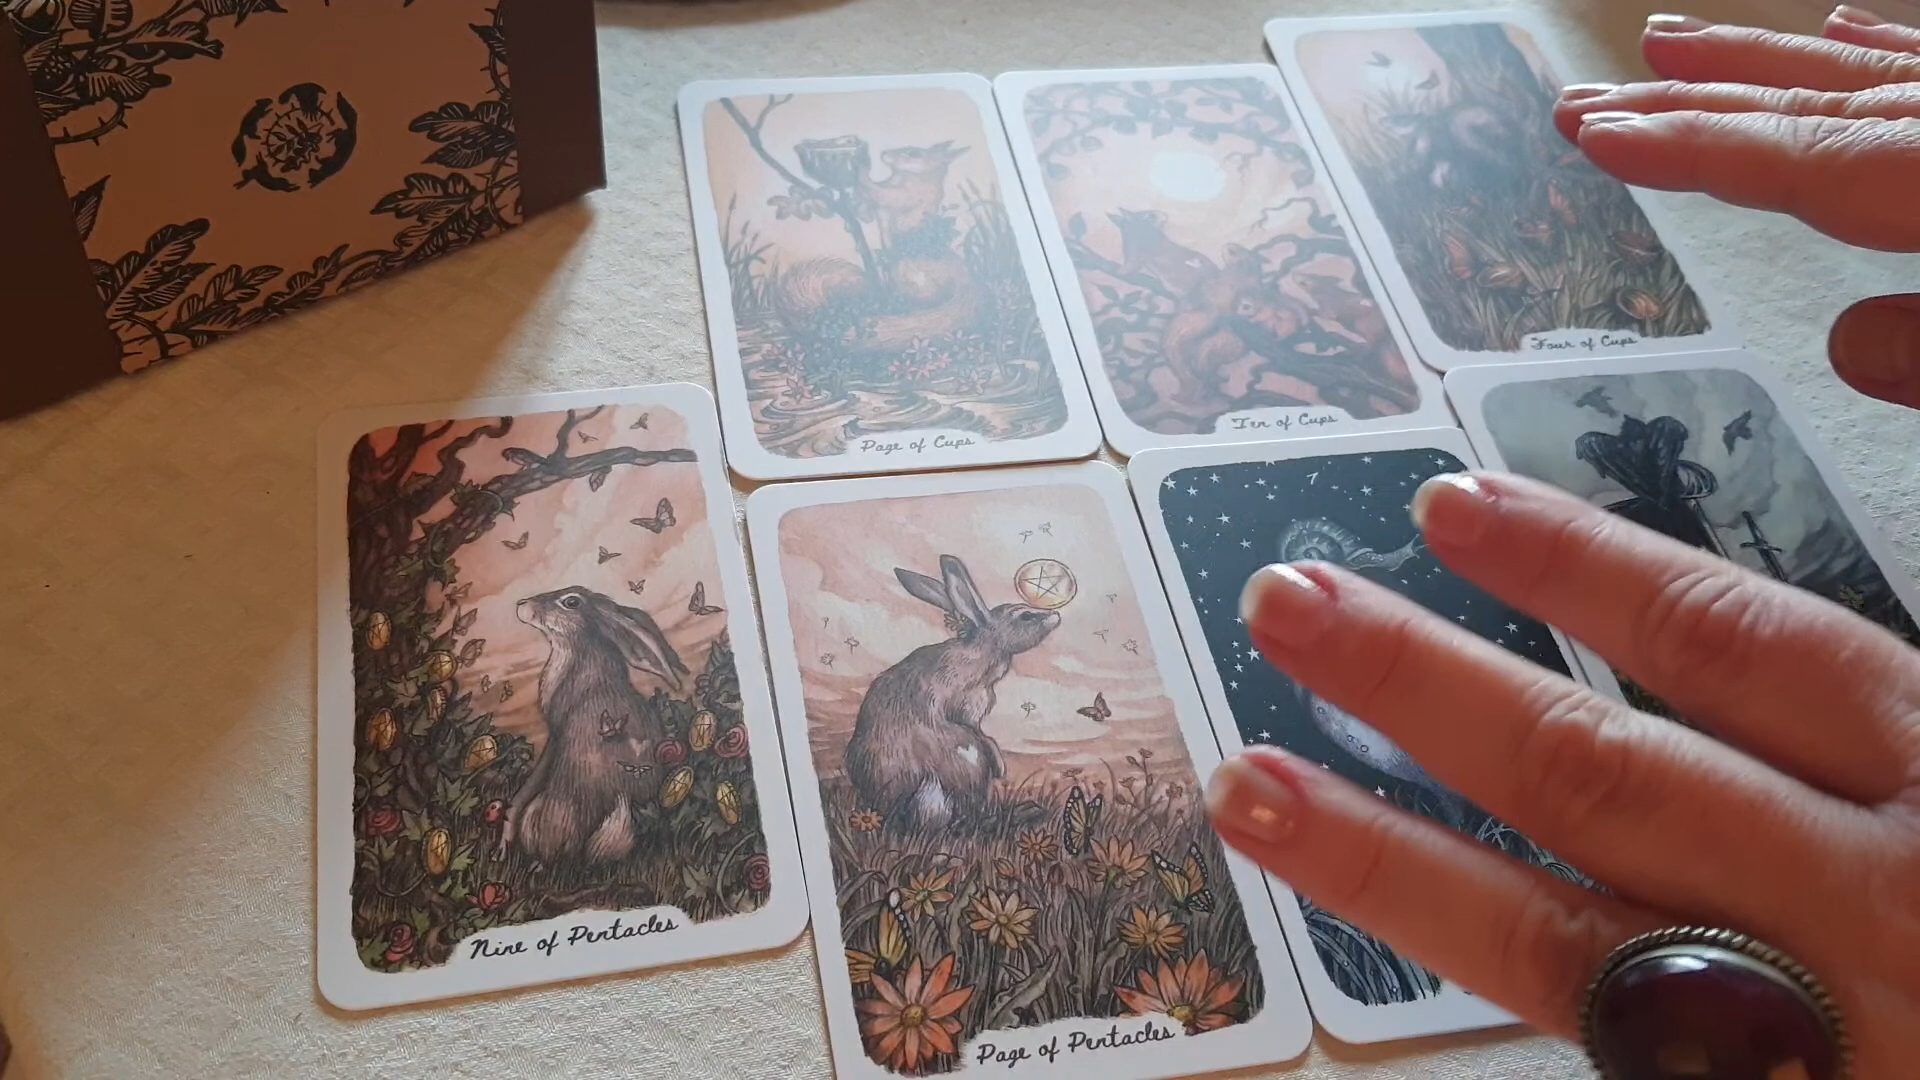 Page of Cups
Ten of Cups
Four of Cups
Nine of Pentacles
Page of Pentacles